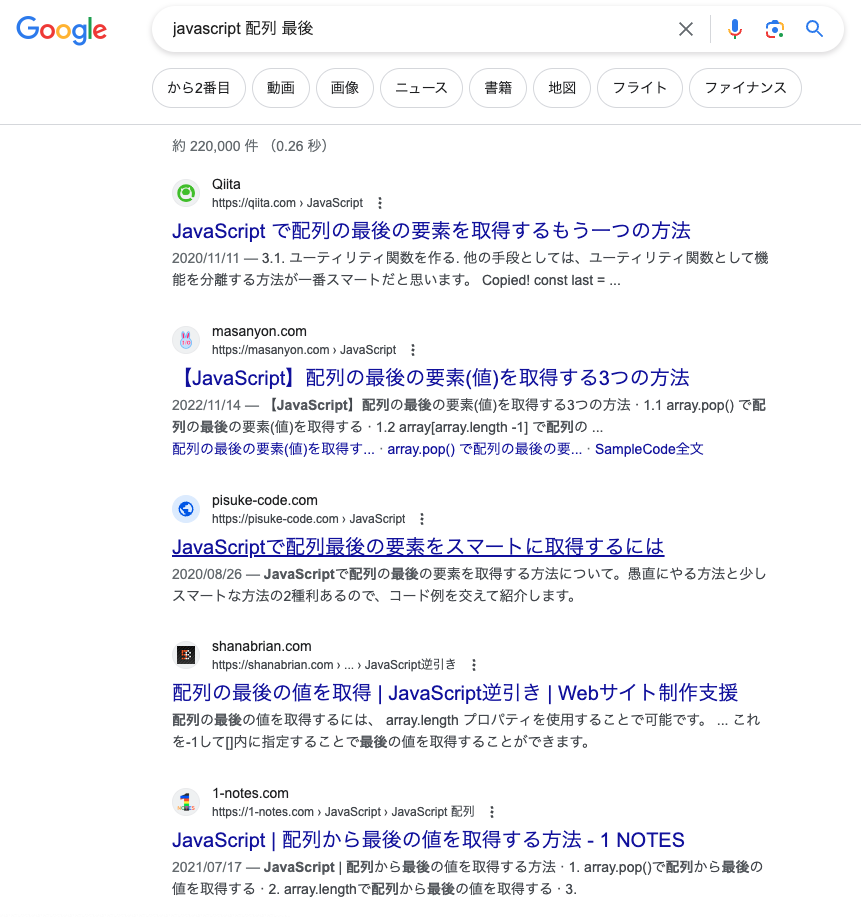 Google
javascript 配列 最後
から2番目 動画 画像 ニュース 書籍 地図 フライト ファイナンス
約 220,000 件 （0.26 秒）
Qiita
https://qiita.com › JavaScript
JavaScript で配列の最後の要素を取得するもう一つの方法
2020/11/11 — 3.1. ユーティリティ関数を作る. 他の手段としては、ユーティリティ関数として機
能を分離する方法が一番スマートだと思います。 Copied! const last = ...
masanyon.com
https://masanyon.com › JavaScript
【JavaScript】配列の最後の要素(値)を取得する3つの方法
2022/11/14 — 【JavaScript】配列の最後の要素(値)を取得する3つの方法 · 1.1 array.pop() で配
列の最後の要素(値)を取得する · 1.2 array[array.length -1] で配列の ...
配列の最後の要素(値)を取得す... · array.pop() で配列の最後の要... · SampleCode全文
pisuke-code.com
https://pisuke-code.com › JavaScript
JavaScriptで配列最後の要素をスマートに取得するには
2020/08/26 — JavaScriptで配列の最後の要素を取得する方法について。愚直にやる方法と少し
スマートな方法の2種利あるので、コード例を交えて紹介します。
shanabrian.com
https://shanabrian.com › ... › JavaScript逆引き
配列の最後の値を取得 | JavaScript逆引き | Webサイト制作支援
配列の最後の値を取得するには、 array.length プロパティを使用することで可能です。 ... これ
を-1して[]内に指定することで最後の値を取得することができます。
1-notes.com
https://1-notes.com › JavaScript › JavaScript 配列
JavaScript | 配列から最後の値を取得する方法 - 1 NOTES
2021/07/17 — JavaScript | 配列から最後の値を取得する方法 · 1. array.pop()で配列から最後の
値を取得する · 2. array.lengthで配列から最後の値を取得する · 3.